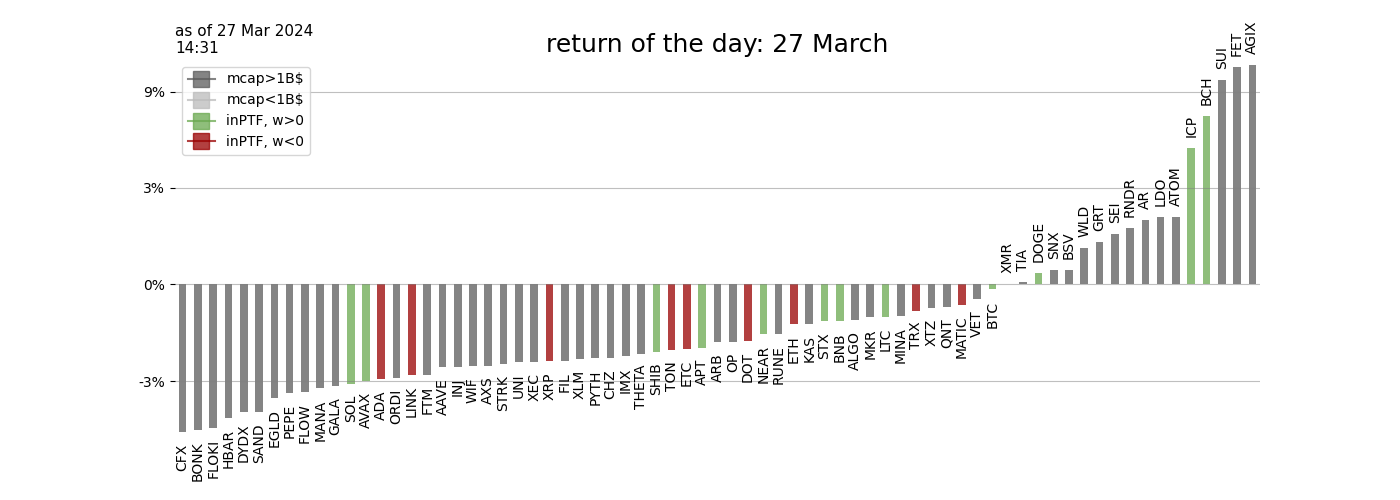 as of 27 Mar 2024
14:31
return of the day: 27 March
mcap>1B$
mcap<1B$
inPTF, w>0
inPTF, w<0
9%
3%
0%
-3%
CFX
BONK
FLOKI
HBAR
DYDX
SAND
EGLD
PEPE
FLOW
MANA
GALA
SOL
AVAX
ADA
ORDI
LINK
FTM
AAVE
INJ
WIF
AXS
STRK
UNI
XEC
XRP
FIL
XLM
PYTH
CHZ
IMX
THETA
SHIB
TON
ETC
APT
ARB
OP
DOT
NEAR
RUNE
ETH
KAS
STX
BNB
ALGO
MKR
LTC
MINA
TRX
XTZ
QNT
MATIC
VET
BTC
XMR
TIA
DOGE
SNX
BSV
WLD
GRT
SEI
RNDR
AR
LDO
ATOM
ICP
BCH
SUI
FET
AGIX